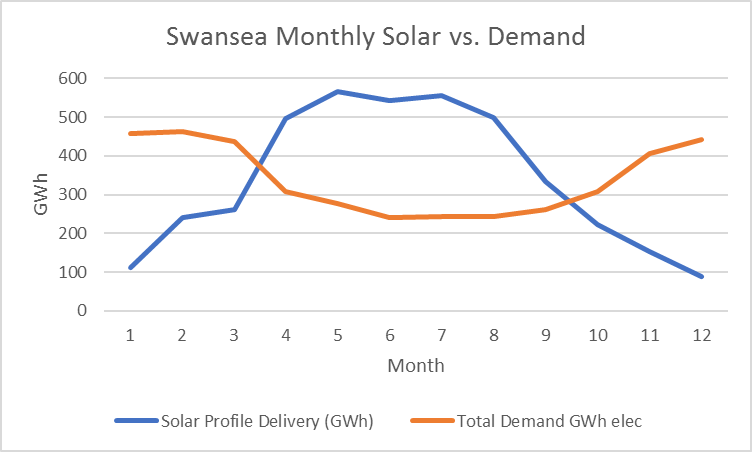 Swansea Monthly Solar vs. Demand
600
500
400
300
200
100
0
GWh
1 2 3 4 5 6 7 8 9 10 11 12
Month
Solar Profile Delivery (GWh) Total Demand GWh elec